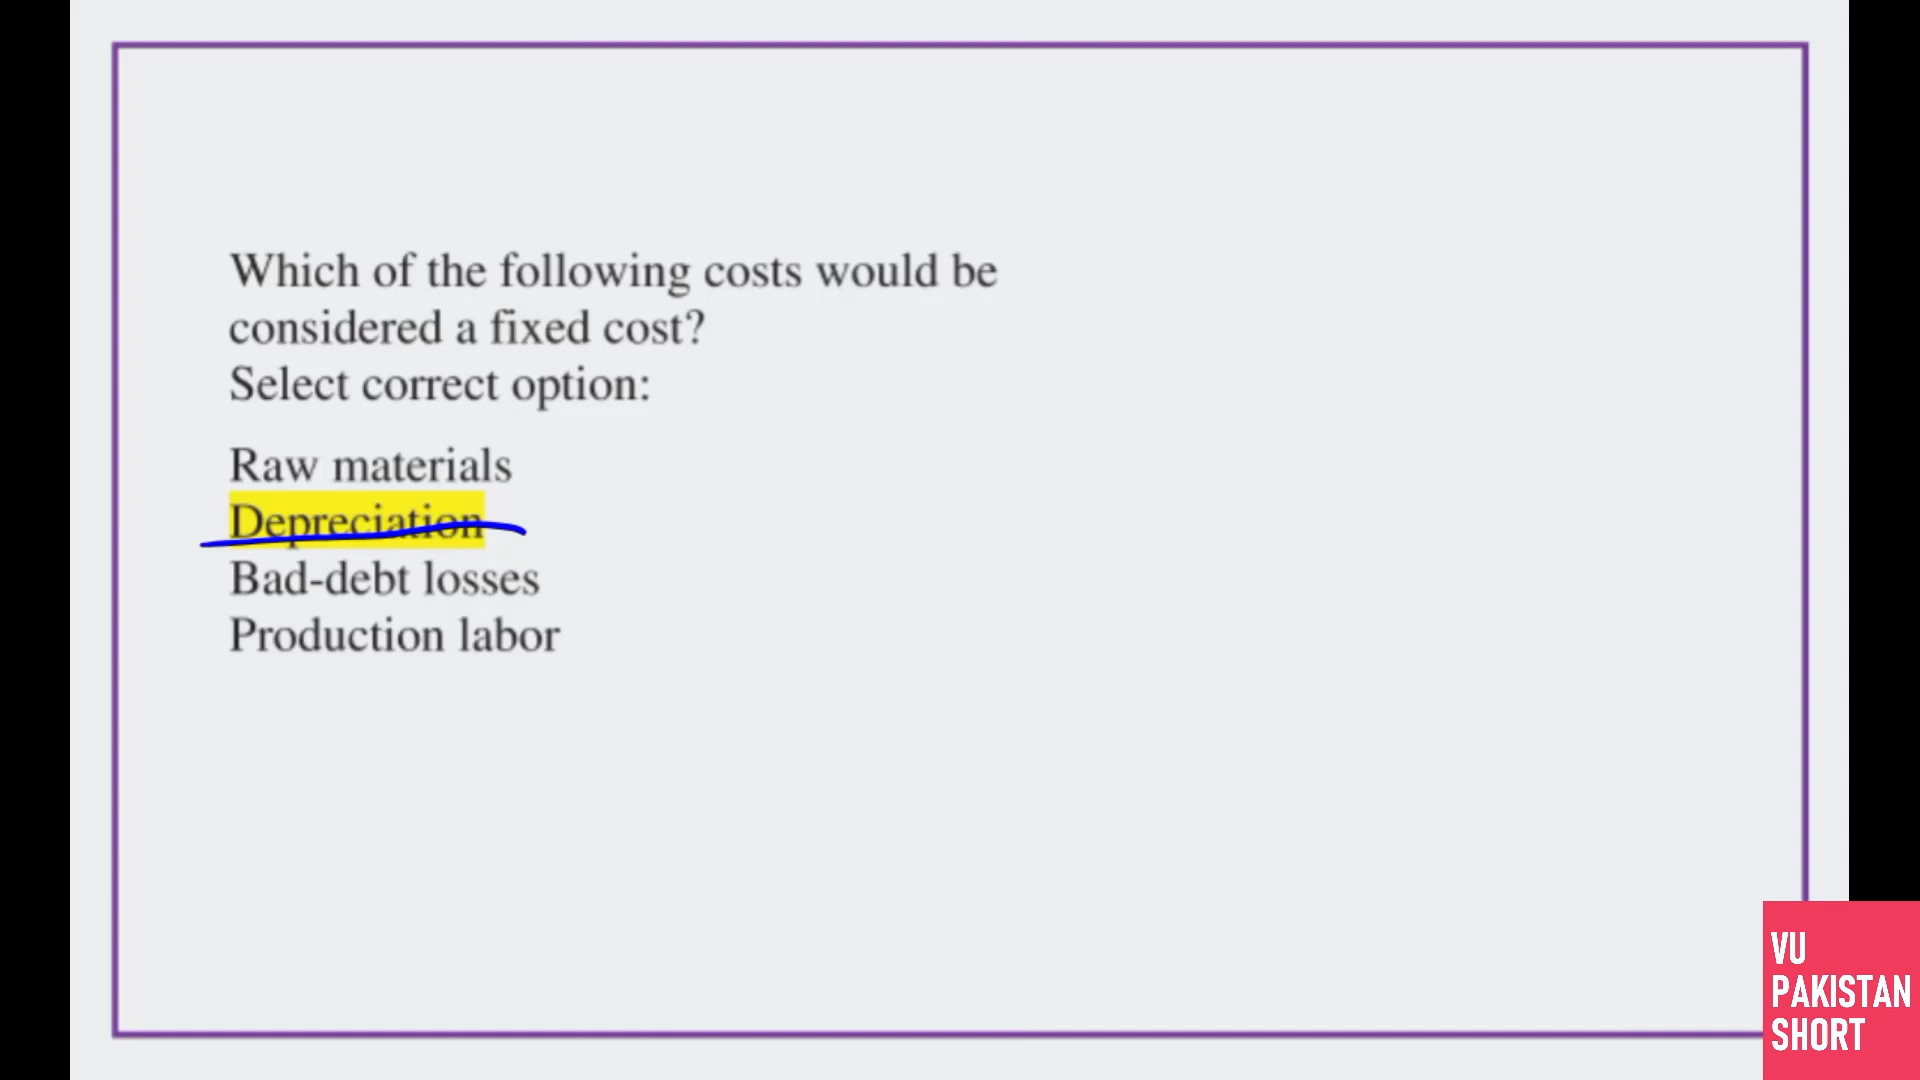 Which of the following costs would be
considered a fixed cost?
Select correct option:
Raw materials
Depreciation
Bad-debt losses
Production labor
VU
PAKISTAN
SHORT